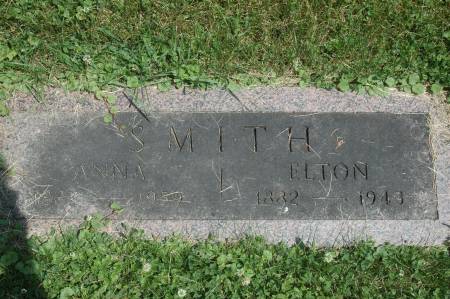 SMITH
ANNA ELTON
1882 — 1943